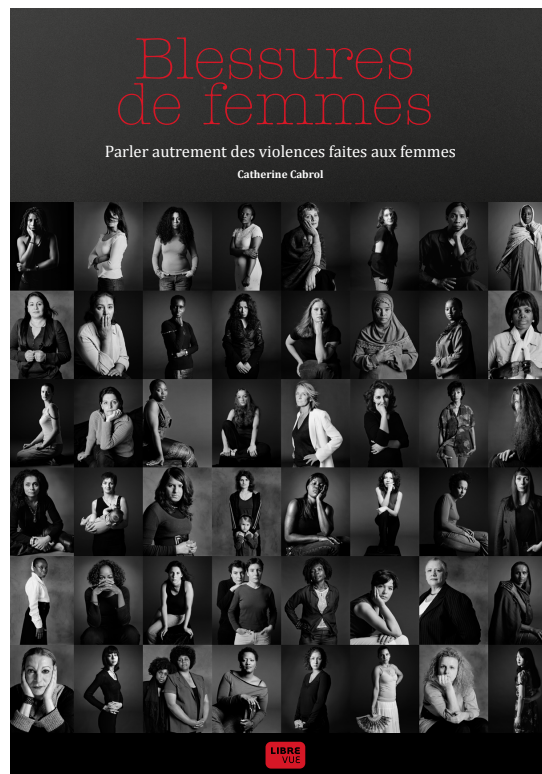 Blessures
de femmes
Parler autrement des violences faites aux femmes
Catherine Cabrol
LIBRE
VUE